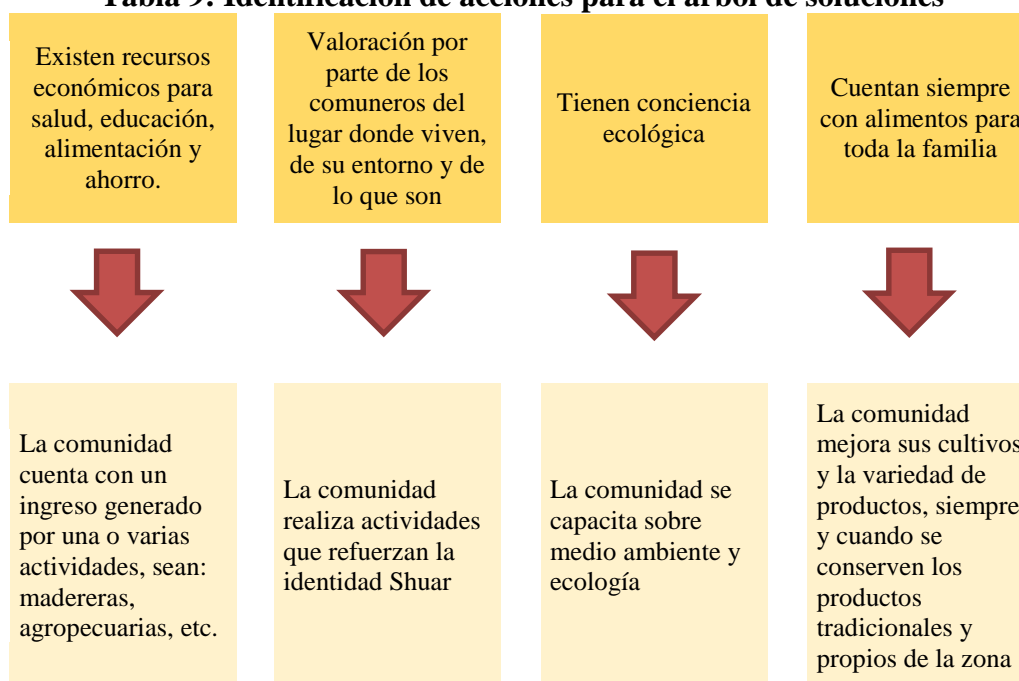 Tabla 9: Identificación de acciones para el árbol de soluciones
Existen recursos
económicos para
salud, educación,
alimentación y
ahorro.
Valoración por
parte de los
comuneros del
lugar donde viven,
de su entorno y de
lo que son
Tienen conciencia
ecológica
Cuentan siempre
con alimentos para
toda la familia
La comunidad
cuenta con un
ingreso generado
por una o varias
actividades, sean:
madereras,
agropecuarias, etc.
La comunidad
realiza actividades
que refuerzan la
identidad Shuar
La comunidad se
capacita sobre
medio ambiente y
ecología
La comunidad
mejora sus cultivos
y la variedad de
productos, siempre
y cuando se
conserven los
productos
tradicionales y
propios de la zona